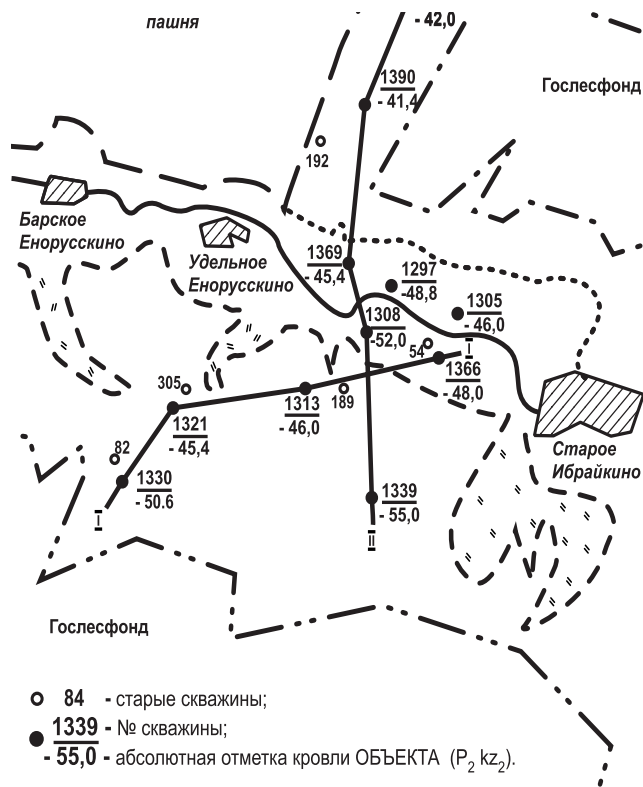 пашня
- 42,0
1390
- 41,4
Гослесфонд
192
Барское
Енорусскино
Удельное
Енорусскино
1369
- 45,4
1297
-48,8
1305
- 46,0
1308
-52,0
54
I
1366
- 48,0
305
1321
- 45,4
1313
- 46,0
189
82
1330
- 50.6
I
1339
- 55,0
II
Старое
Ибрайкино
Гослесфонд
84 - старые скважины;
1339 - № скважины;
- 55,0 - абсолютная отметка кровли ОБЪЕКТА (P₂ kz₂).